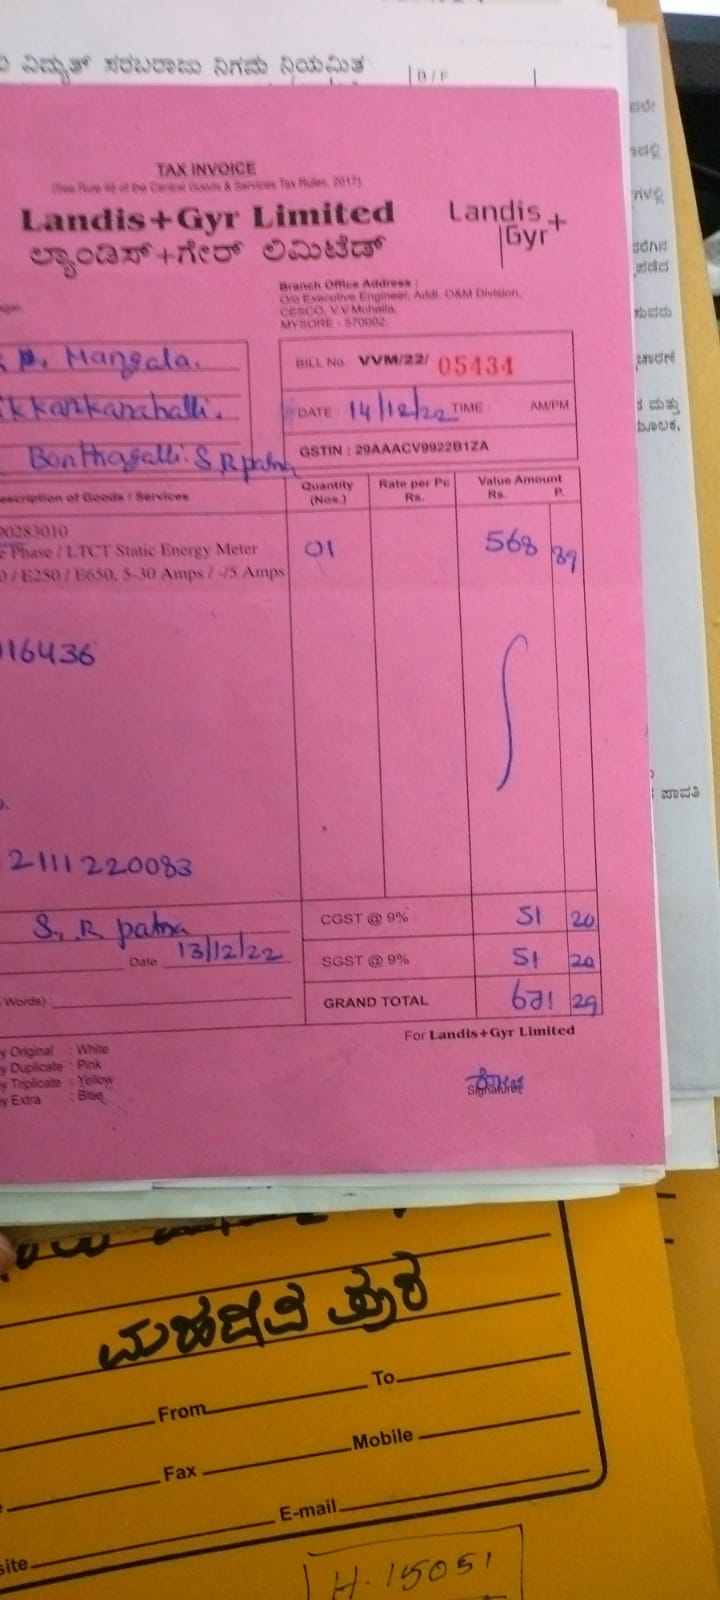 ವಿದ್ಯುತ್ ಸರಬರಾಜು ನಿಗಮ ನಿಯಮಿತ
B/F
TAX INVOICE
(See Rule 46 of the Central Goods & Services Tax Rules, 2017)
Landis+Gyr Limited
ಲ್ಯಾಂಡಿಸ್+ಗೇರ್ ಲಿಮಿಟೆಡ್
Landis+
Gyr
Branch Office Address :
O/o Executive Engineer, Addl. O&M Division,
CESCO, V.V.Mohalla,
MYSORE - 570002.
Mangala.
BILL No. VVM/22/ 05434
kkankanahalli.
DATE : 14/12/22 TIME : AM/PM
Bonthagalli. S R patna
GSTIN : 29AAACV9922B1ZA
escription of Goods / Services
Quantity (Nos.)
Rate per Pc Rs.
Value Amount Rs. P.
00283010
e Phase / LTCT Static Energy Meter 01 568 89
0 / E250 / E650, 5-30 Amps / -/5 Amps
16436
2111220083
S. R patna
CGST @ 9% 51 20
Date 13/12/22
SGST @ 9% 51 20
Words) :
GRAND TOTAL 671 29
For Landis+Gyr Limited
y Original : White
y Duplicate : Pink
y Triplicate : Yellow
y Extra : Blue
Signature
From To
Fax Mobile
E-mail
site
H. 15051